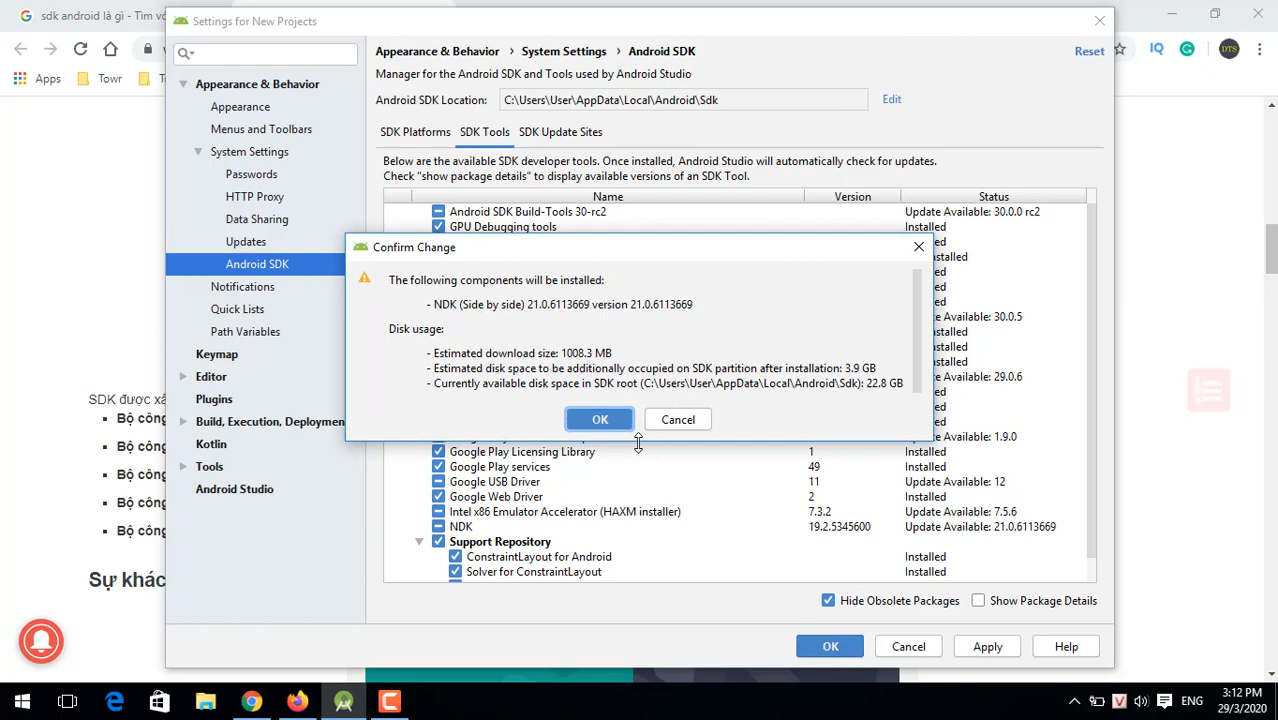 sdk android là gì - Tìm vớ
Settings for New Projects
Apps
Towr
IQ
DTS
Appearance & Behavior
Appearance
Menus and Toolbars
System Settings
Passwords
HTTP Proxy
Data Sharing
Updates
Android SDK
Notifications
Quick Lists
Path Variables
Keymap
Editor
Plugins
Build, Execution, Deploymen
Kotlin
Tools
Android Studio
Appearance & Behavior > System Settings > Android SDK
Reset
Manager for the Android SDK and Tools used by Android Studio
Android SDK Location: C:\Users\User\AppData\Local\Android\Sdk Edit
SDK Platforms SDK Tools SDK Update Sites
Below are the available SDK developer tools. Once installed, Android Studio will automatically check for updates.
Check "show package details" to display available versions of an SDK Tool.
Name Version Status
Android SDK Build-Tools 30-rc2 Update Available: 30.0.0 rc2
GPU Debugging tools Installed
Confirm Change
The following components will be installed:
- NDK (Side by side) 21.0.6113669 version 21.0.6113669
Disk usage:
- Estimated download size: 1008.3 MB
- Estimated disk space to be additionally occupied on SDK partition after installation: 3.9 GB
- Currently available disk space in SDK root (C:\Users\User\AppData\Local\Android\Sdk): 22.8 GB
OK Cancel
Available: 30.0.5
Available: 29.0.6
Available: 1.9.0
Google Play Licensing Library 1 Installed
Google Play services 49 Installed
Google USB Driver 11 Update Available: 12
Google Web Driver 2 Installed
Intel x86 Emulator Accelerator (HAXM installer) 7.3.2 Update Available: 7.5.6
NDK 19.2.5345600 Update Available: 21.0.6113669
Support Repository
ConstraintLayout for Android Installed
Solver for ConstraintLayout Installed
Hide Obsolete Packages Show Package Details
OK Cancel Apply Help
SDK được xâ
Bộ công
Bộ công
Bộ công
Bộ công
Bộ công
Sự khác
ENG
3:12 PM
29/3/2020